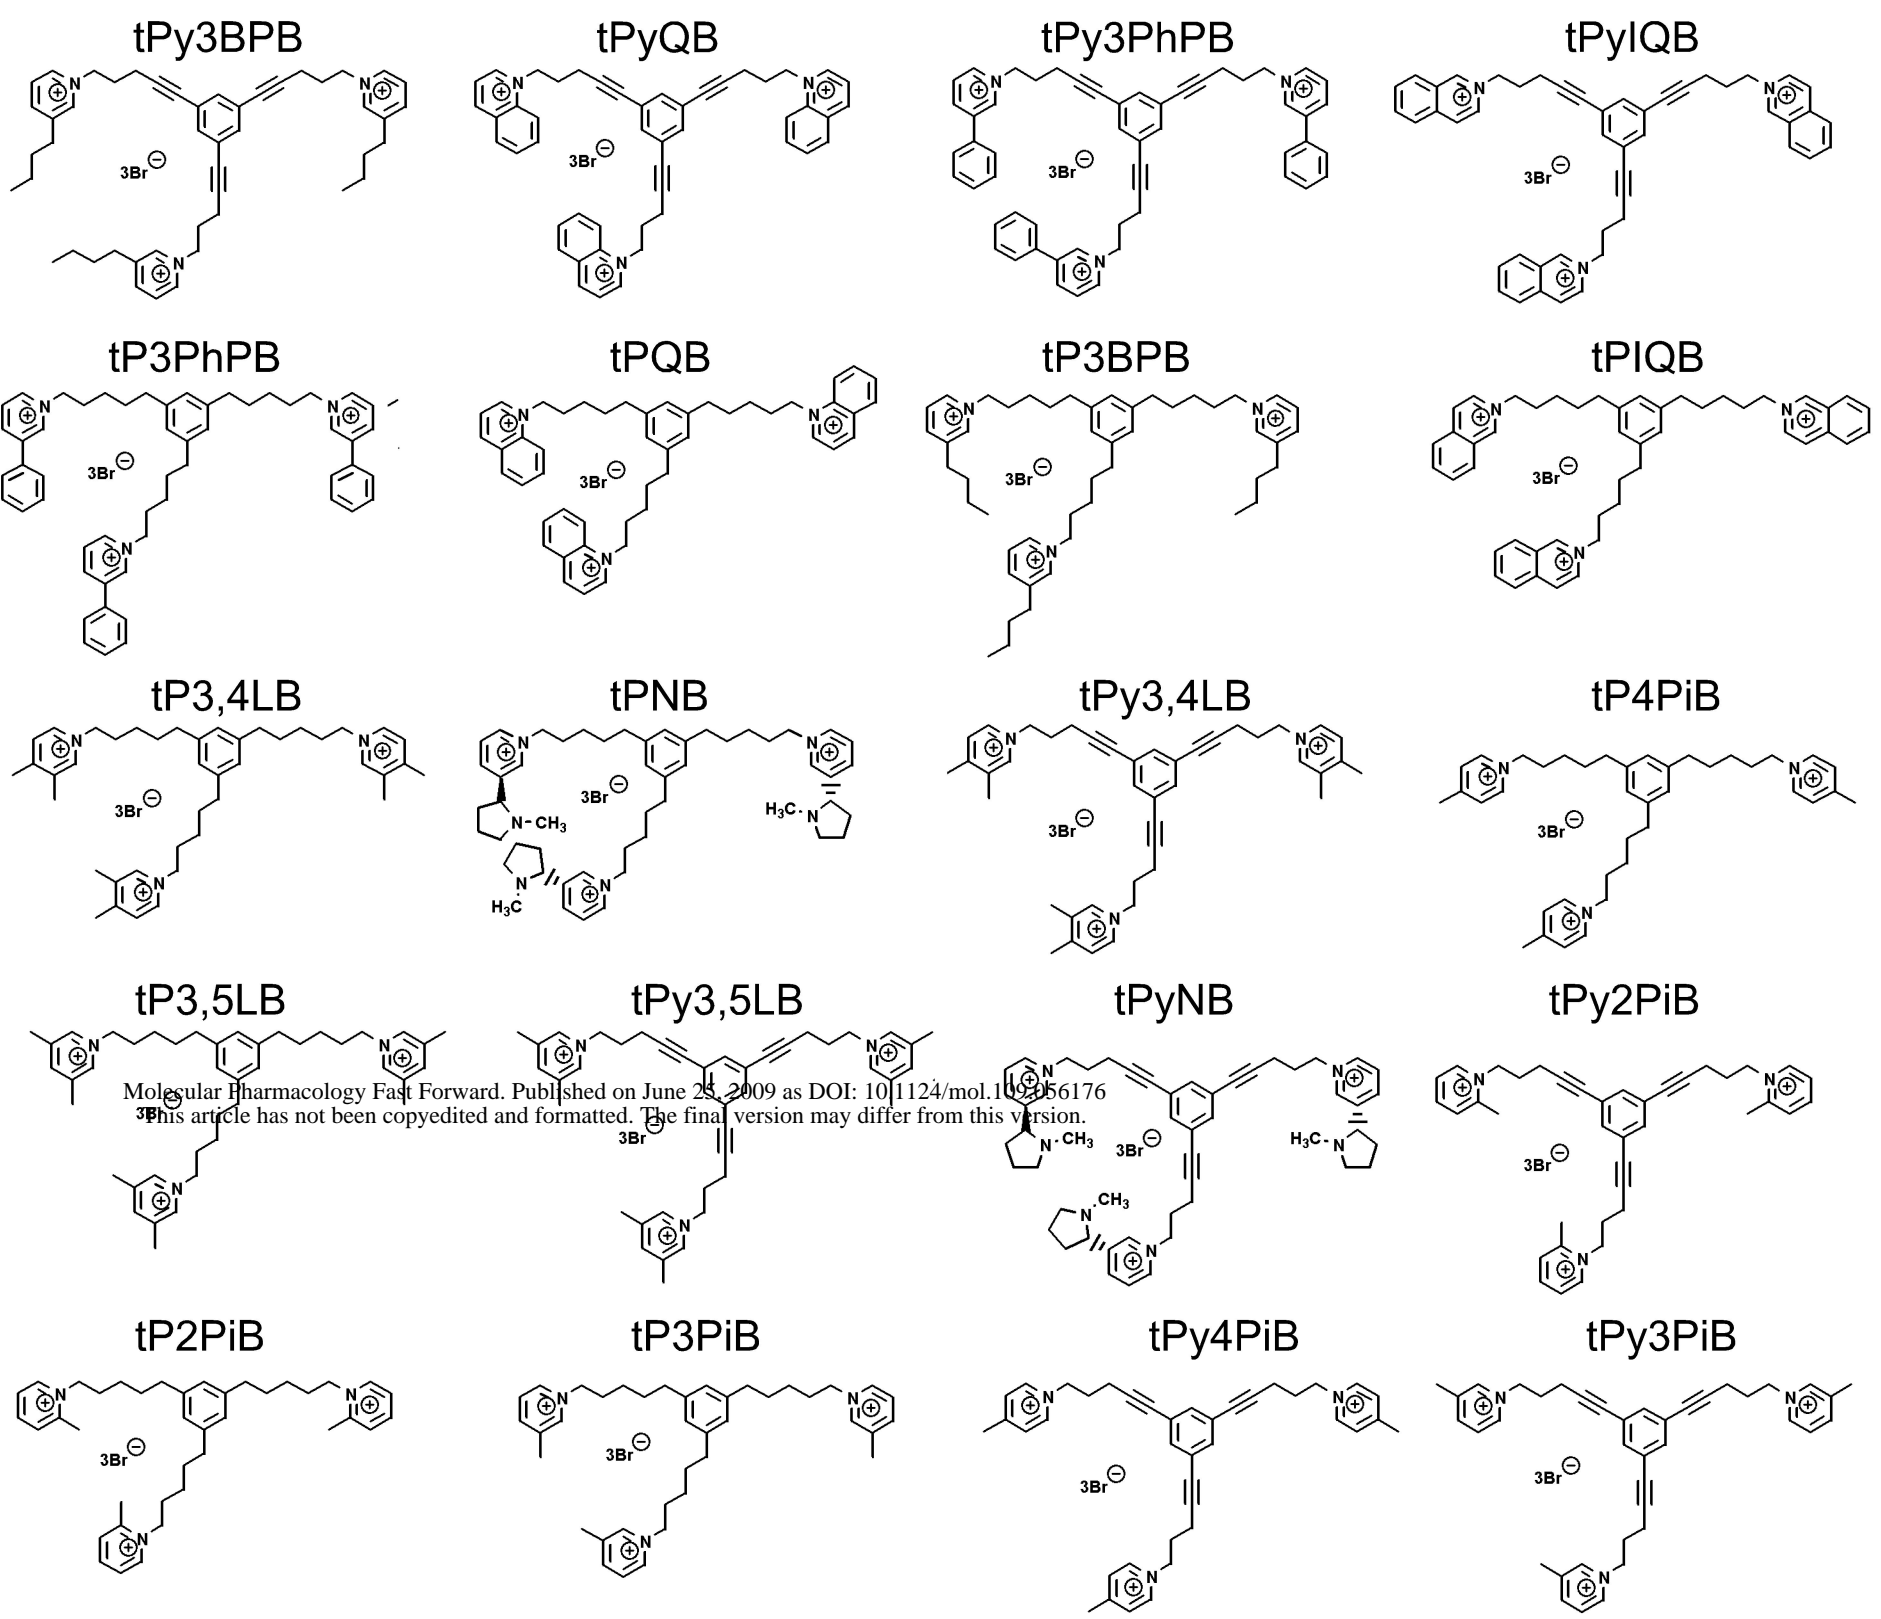 tPy3BPB tPyQB tPy3PhPB tPyIQB
N N N N N N N N
3Br⊖ 3Br⊖ 3Br⊖ 3Br⊖
N N N N
tP3PhPB tPQB tP3BPB tPIQB
N N N N N N N N
3Br⊖ 3Br⊖ 3Br⊖ 3Br⊖
N N N N
tP3,4LB tPNB tPy3,4LB tP4PiB
N N N N N N N N
3Br⊖ 3Br⊖ 3Br⊖ 3Br⊖
N-CH3 H3C-N
N N N N N
H3C
tP3,5LB tPy3,5LB tPyNB tPy2PiB
N N N N N N N N
Molecular Pharmacology Fast Forward. Published on June 25, 2009 as DOI: 10.1124/mol.109.056176
This article has not been copyedited and formatted. The final version may differ from this version.
3Br⊖ 3Br⊖ 3Br⊖ 3Br⊖
N-CH3 H3C-N
N-CH3
N N N N
tP2PiB tP3PiB tPy4PiB tPy3PiB
N N N N N N N N
3Br⊖ 3Br⊖ 3Br⊖ 3Br⊖
N N N N